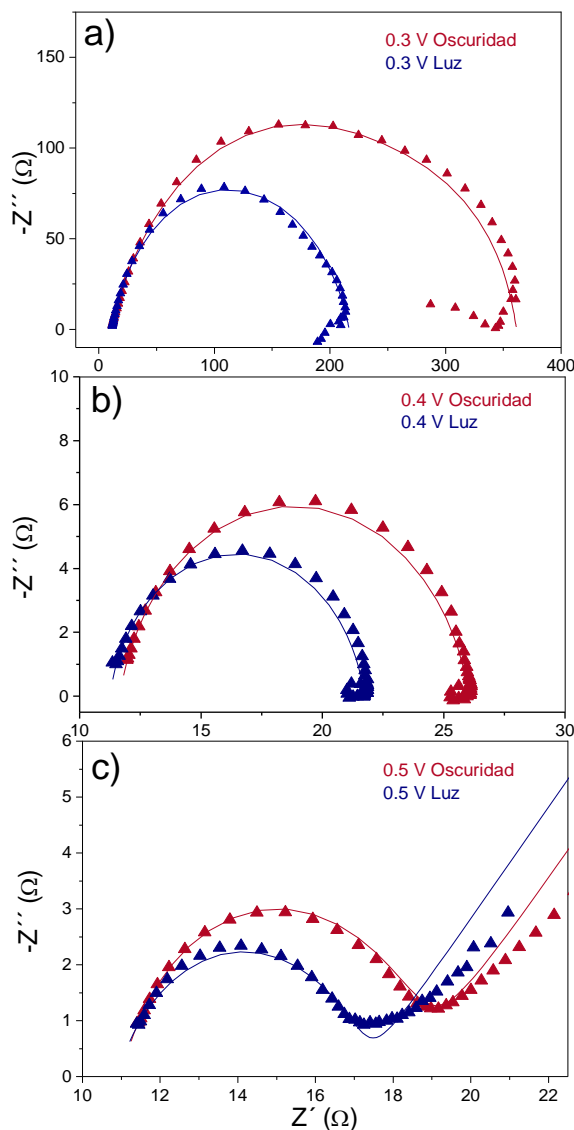 a)
0.3 V Oscuridad
0.3 V Luz
150
100
50
0
-Z´´ (Ω)
0 100 200 300 400
b)
0.4 V Oscuridad
0.4 V Luz
10
8
6
4
2
0
-Z´´ (Ω)
10 15 20 25 30
c)
0.5 V Oscuridad
0.5 V Luz
6
5
4
3
2
1
0
-Z´´ (Ω)
10 12 14 16 18 20 22
Z´ (Ω)